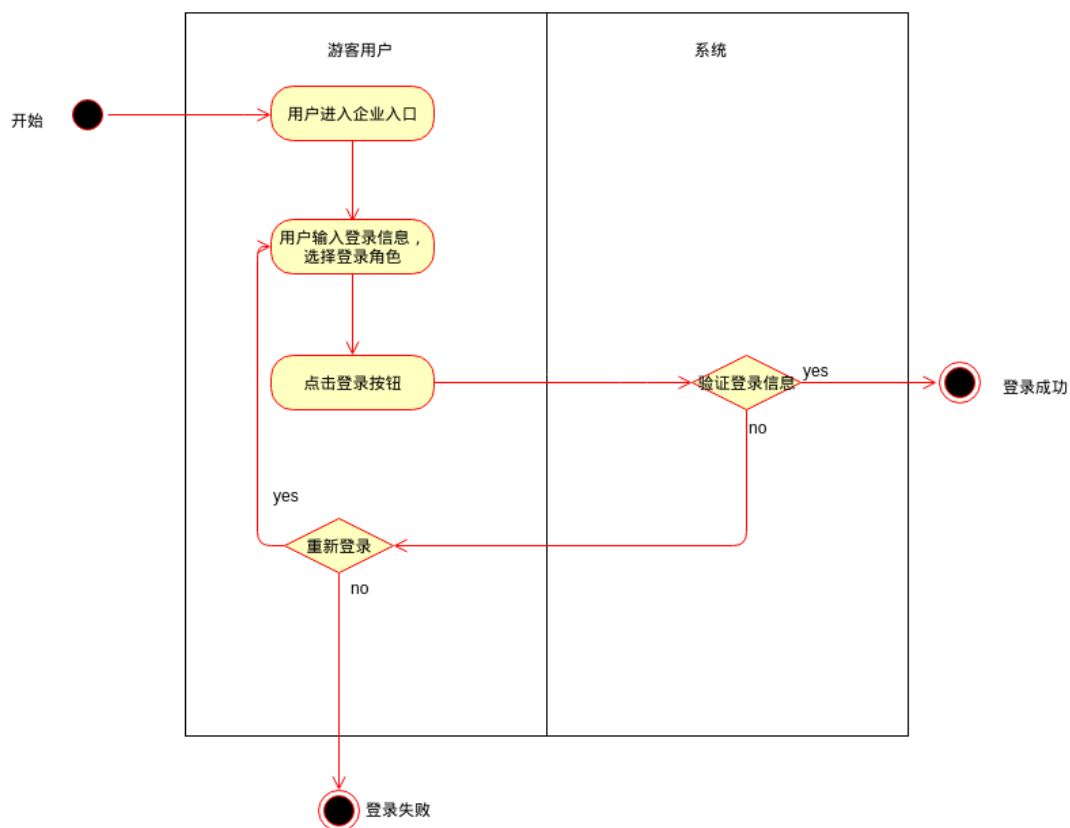 游客用户
系统
开始
用户进入企业入口
用户输入登录信息，
选择登录角色
点击登录按钮
验证登录信息
yes
登录成功
no
yes
重新登录
no
登录失败